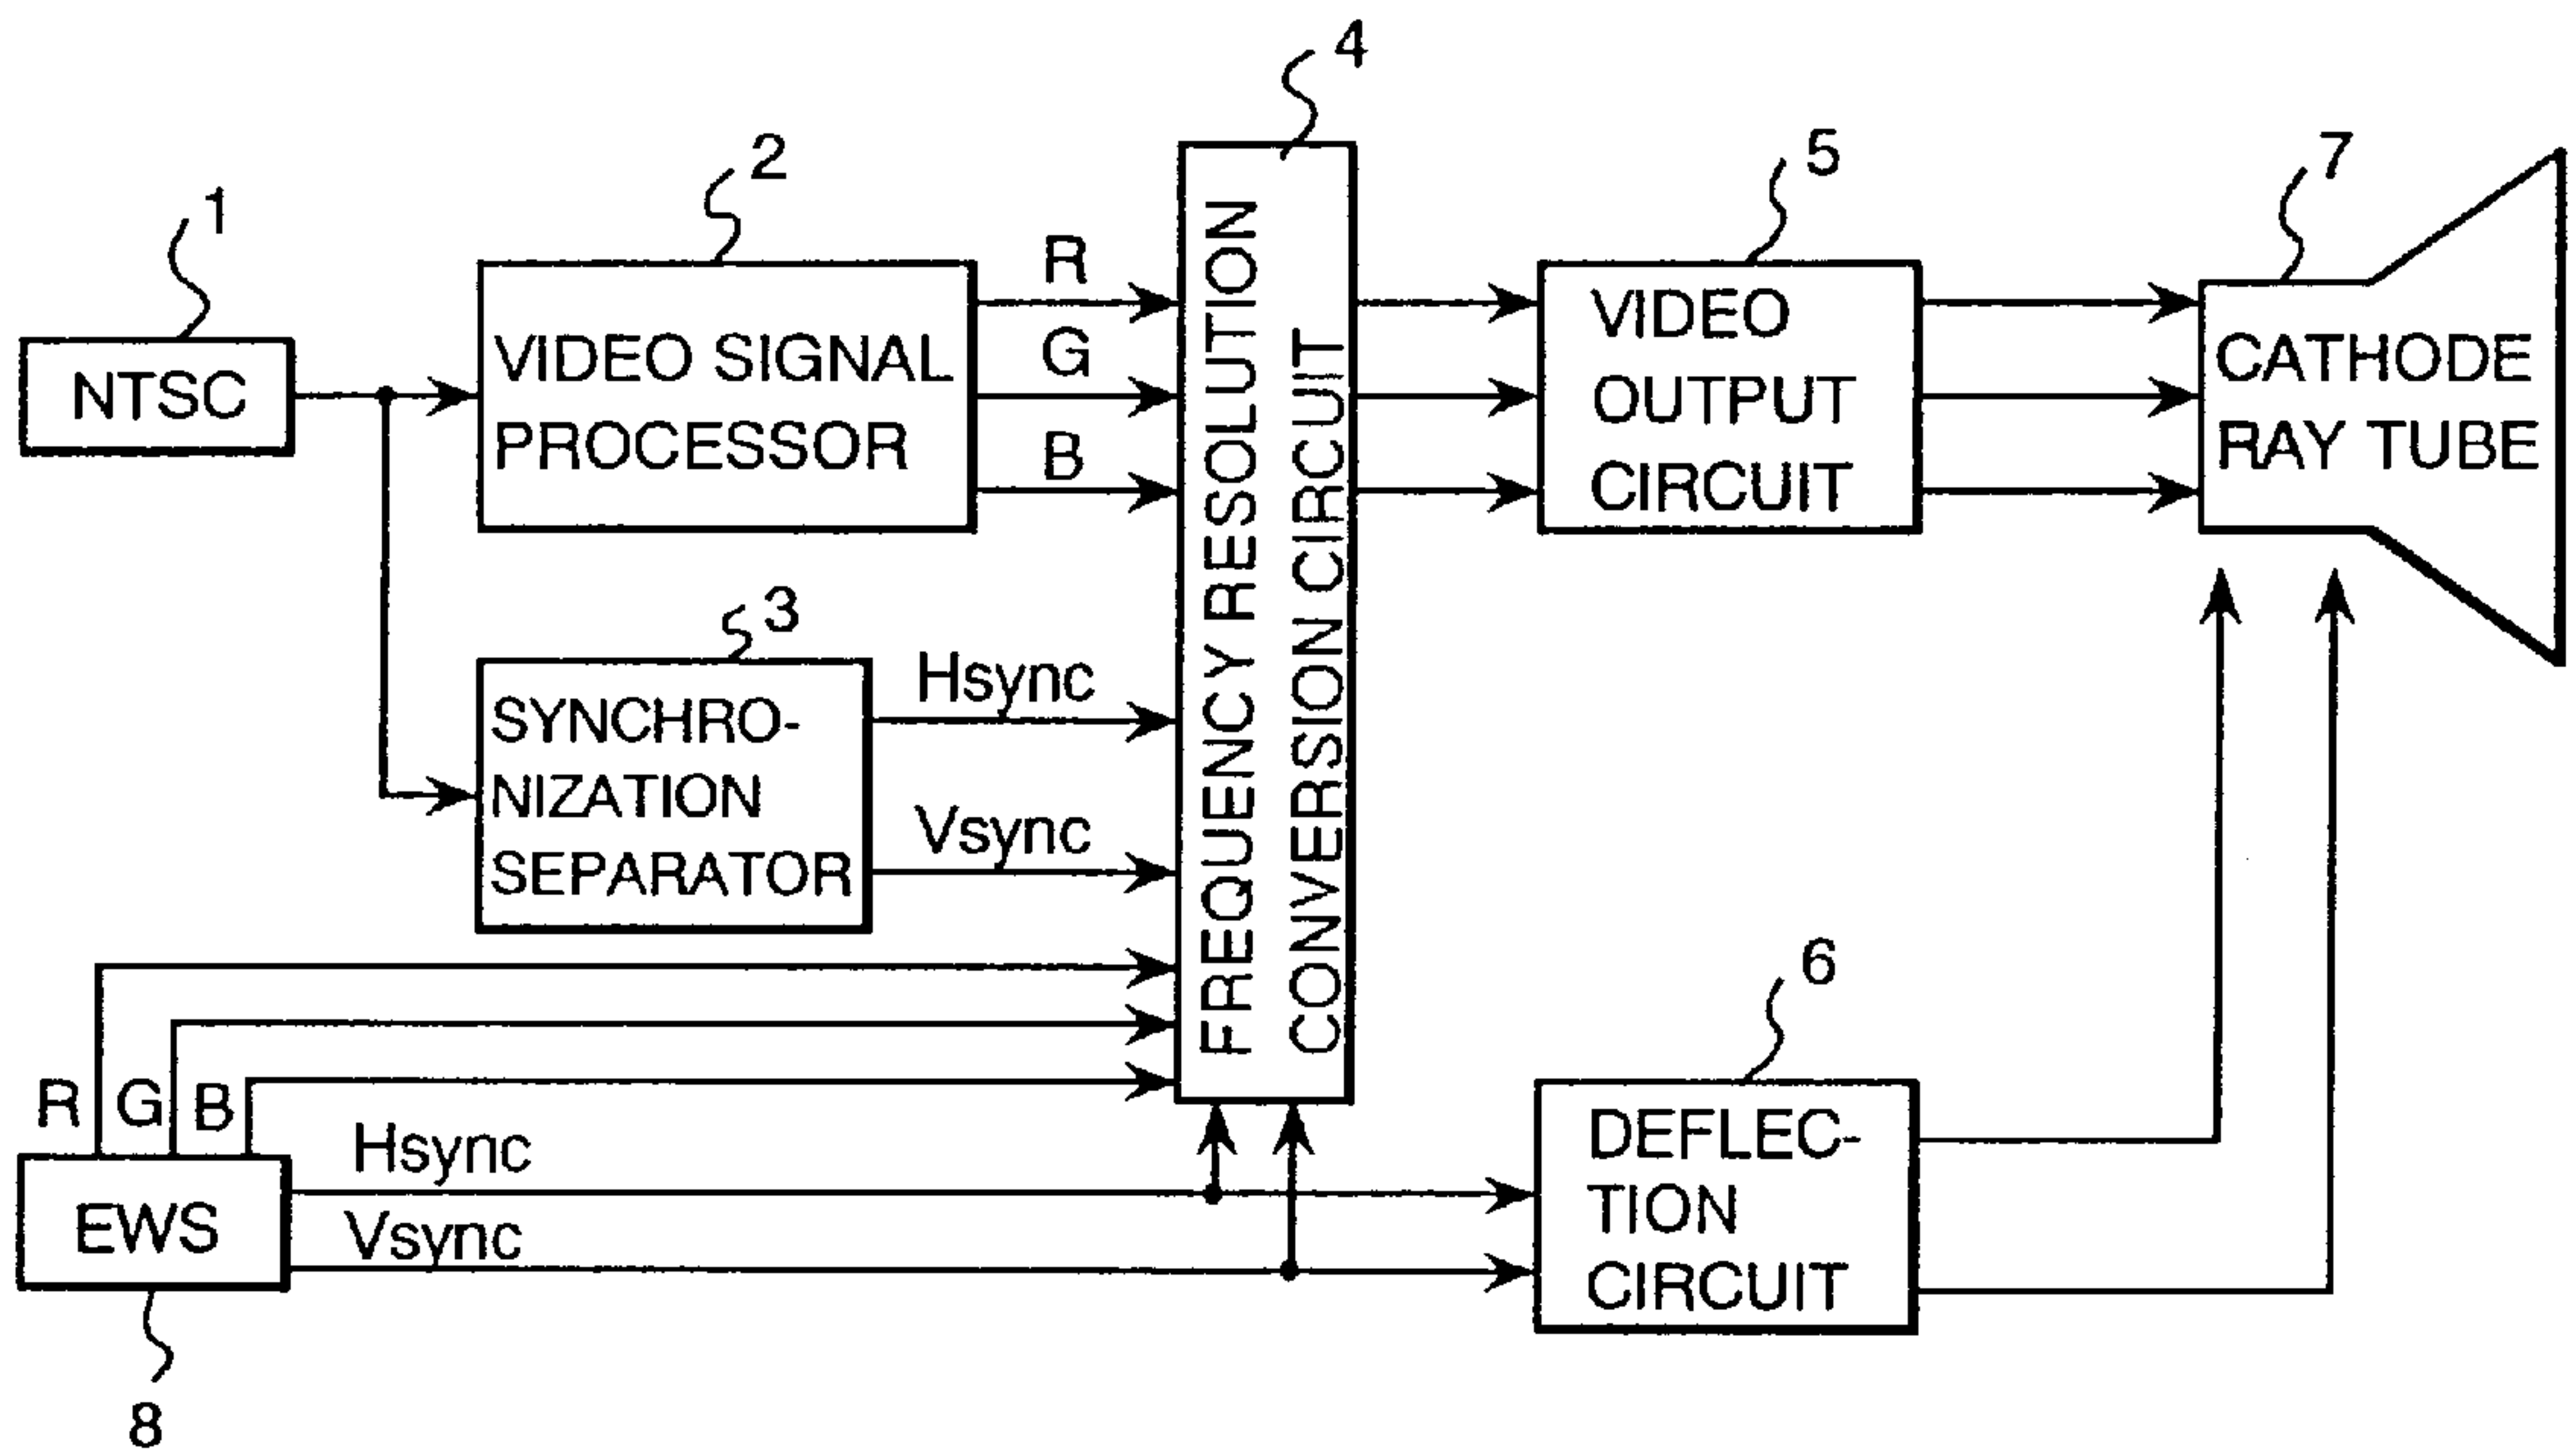 4
2
5
7
1
R
FREQUENCY RESOLUTION
CONVERSION CIRCUIT
VIDEO
OUTPUT
CIRCUIT
CATHODE
RAY TUBE
NTSC
VIDEO SIGNAL
PROCESSOR
G
B
3
SYNCHRO-
NIZATION
SEPARATOR
Hsync
Vsync
6
R G B
Hsync
DEFLEC-
TION
CIRCUIT
EWS
Vsync
8